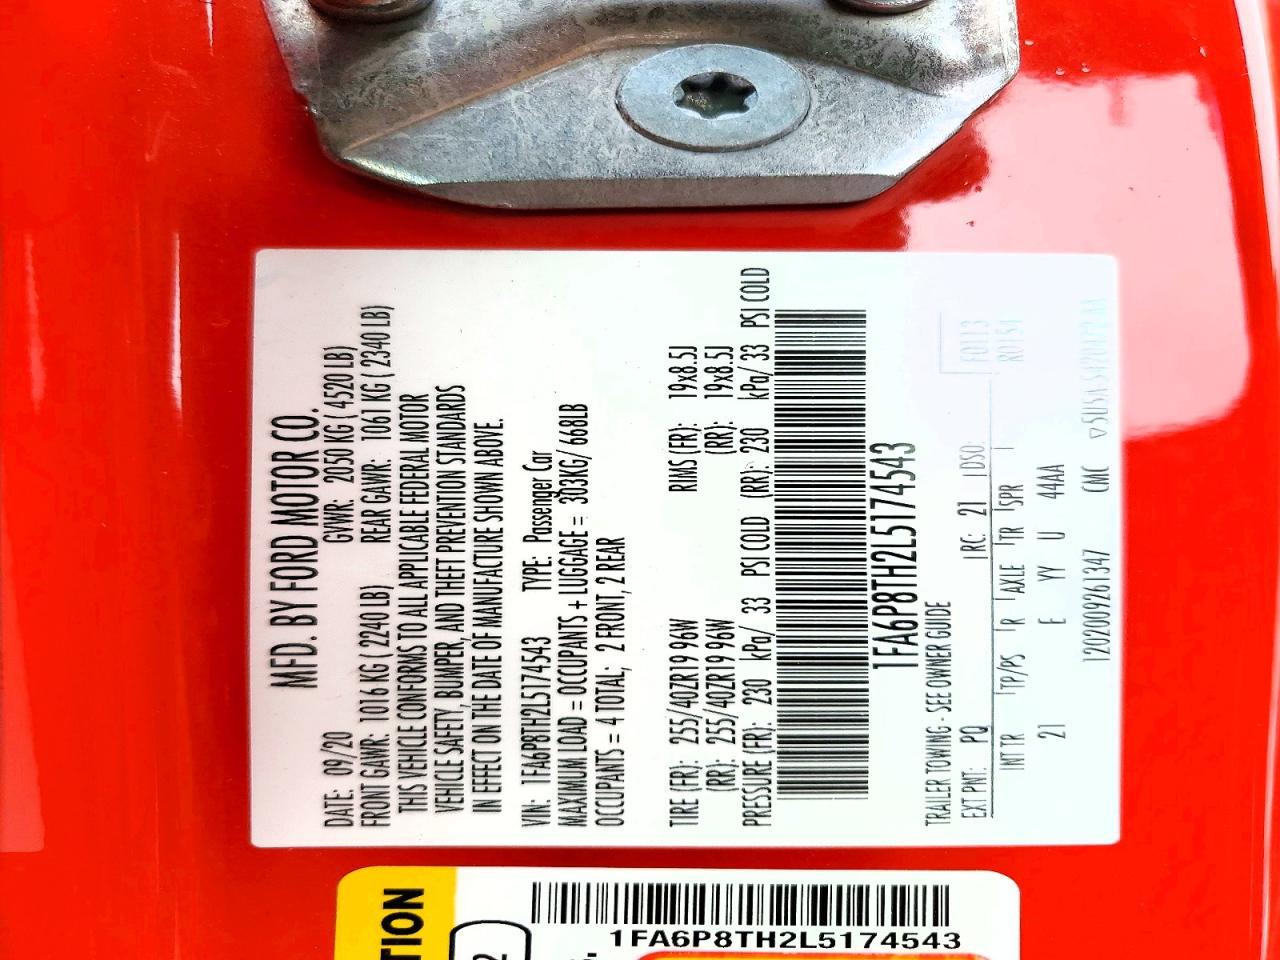 MFD. BY FORD MOTOR CO.
DATE: 09/20 GVWR: 2050 KG ( 4520 LB)
FRONT GAWR: 1016 KG ( 2240 LB) REAR GAWR: 1061 KG ( 2340 LB)
THIS VEHICLE CONFORMS TO ALL APPLICABLE FEDERAL MOTOR
VEHICLE SAFETY, BUMPER, AND THEFT PREVENTION STANDARDS
IN EFFECT ON THE DATE OF MANUFACTURE SHOWN ABOVE.
VIN: 1FA6P8TH2L5174543 TYPE: Passenger Car
MAXIMUM LOAD = OCCUPANTS + LUGGAGE = 303KG/ 668LB
OCCUPANTS = 4 TOTAL; 2 FRONT, 2 REAR
TIRE (FR): 255/40ZR19 96W RIMS (FR): 19x8.5J
(RR): 255/40ZR19 96W (RR): 19x8.5J
PRESSURE (FR): 230 kPa/ 33 PSI COLD (RR): 230 kPa/ 33 PSI COLD
1FA6P8TH2L5174543
TRAILER TOWING - SEE OWNER GUIDE
EXT PNT: PQ RC: 21 DSO: F0113
R0154
INT TR TP/PS R AXLE TR SPR
21 E YY U 44AA
1202009261347 CMC
TION
2
1FA6P8TH2L5174543